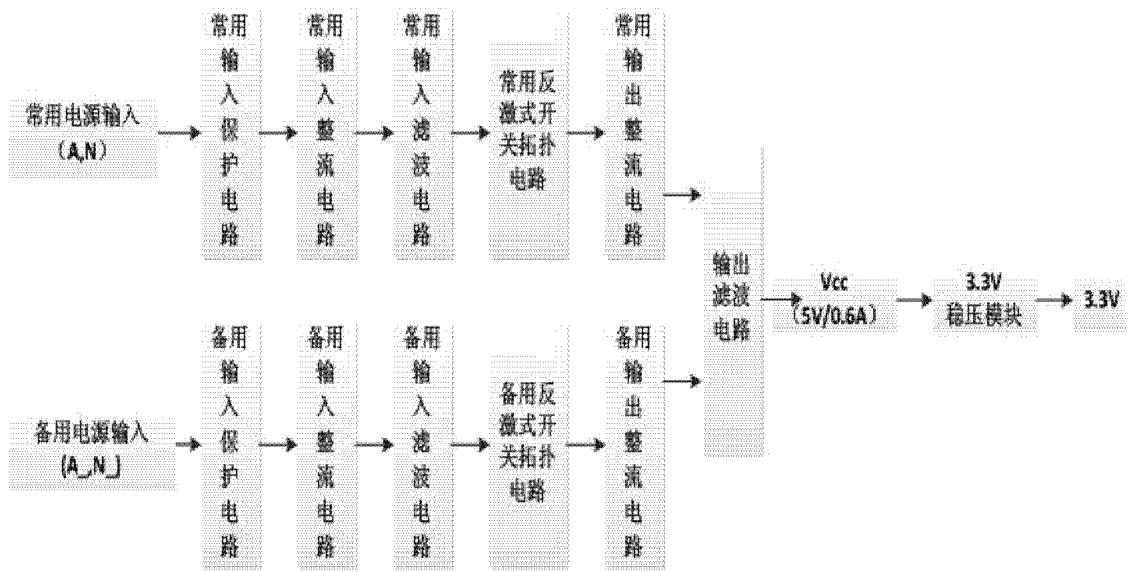 常用电源输入
（A,N）
常用
输
入
保
护
电
路
常用
输
入
整
流
电
路
常用
输
入
滤
波
电
路
常用反
激式开
关拓扑
电路
常用
输
出
整
流
电
路
备用电源输入
(A_,N_)
备用
输
入
保
护
电
路
备用
输
入
整
流
电
路
备用
输
入
滤
波
电
路
备用反
激式开
关拓扑
电路
备用
输
出
整
流
电
路
输出
滤波
电路
Vcc
（5V/0.6A）
3.3V
稳压模块
3.3V